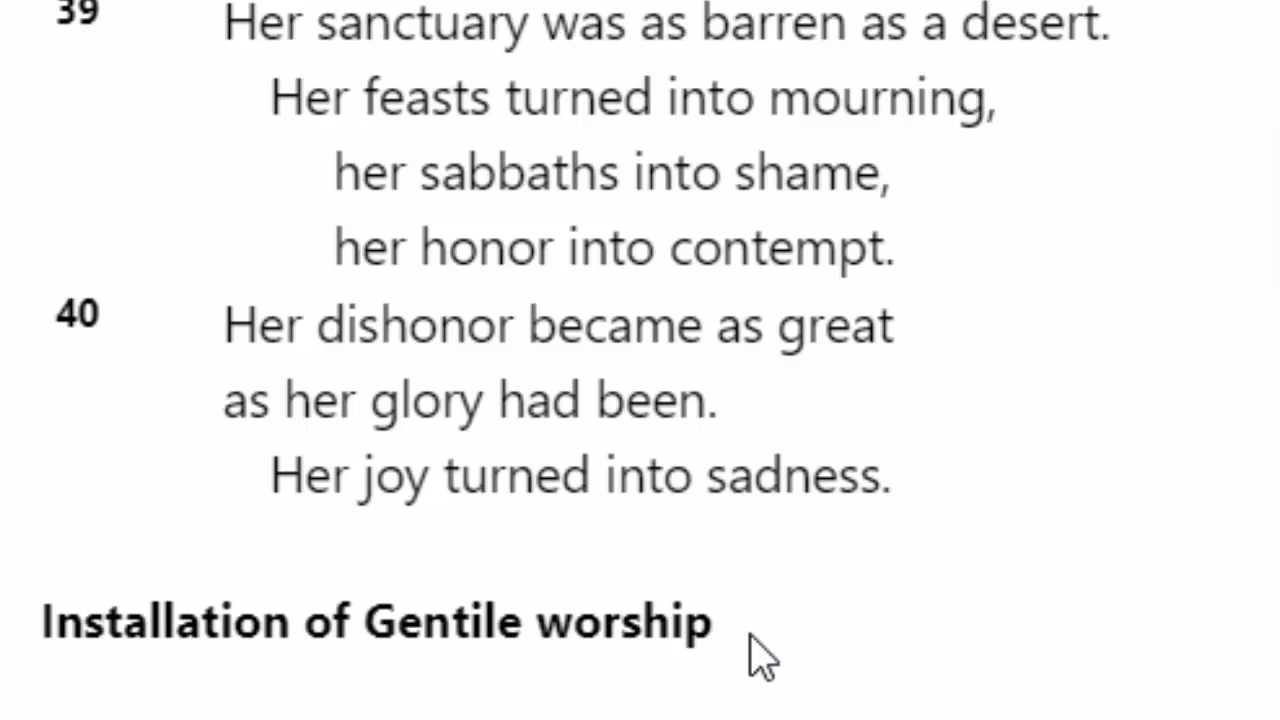 39 Her sanctuary was as barren as a desert.
Her feasts turned into mourning,
her sabbaths into shame,
her honor into contempt.
40 Her dishonor became as great
as her glory had been.
Her joy turned into sadness.
Installation of Gentile worship